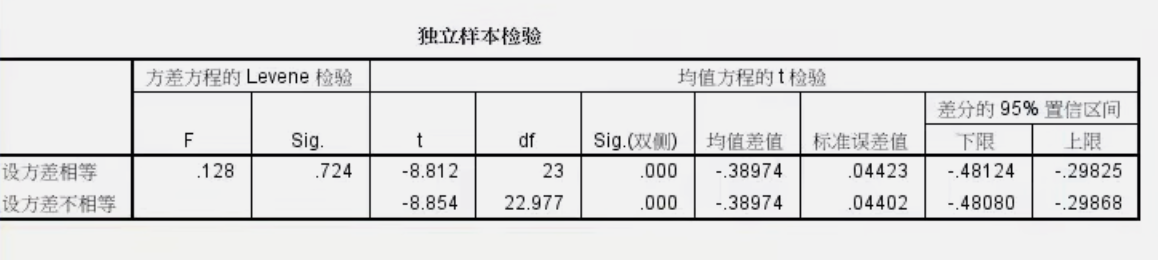 独立样本检验
方差方程的 Levene 检验 均值方程的 t 检验
差分的 95% 置信区间
F Sig. t df Sig.(双侧) 均值差值 标准误差值 下限 上限
设方差相等 .128 .724 -8.812 23 .000 -.38974 .04423 -.48124 -.29825
设方差不相等 -8.854 22.977 .000 -.38974 .04402 -.48080 -.29868